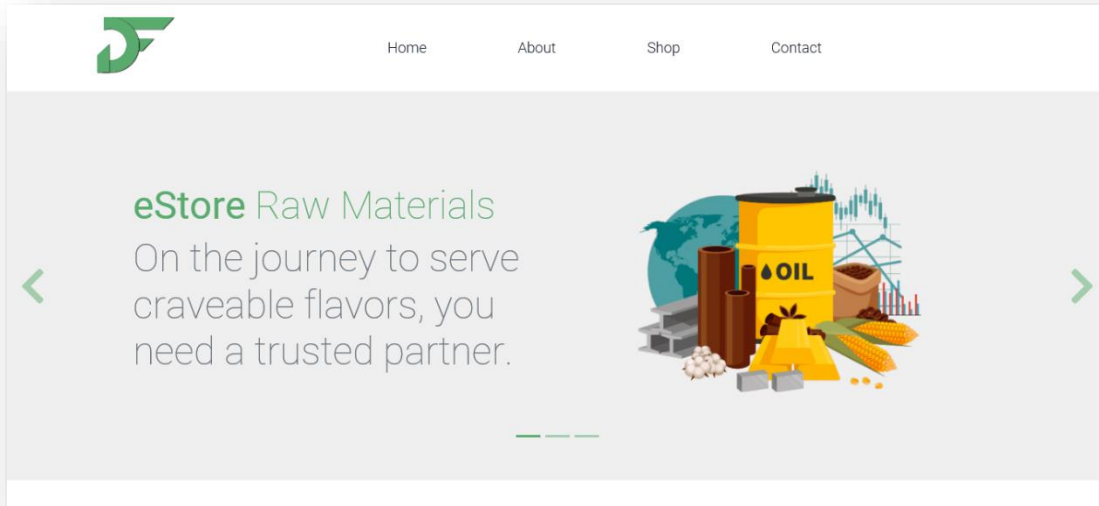 DF
Home About Shop Contact
eStore Raw Materials
On the journey to serve
craveable flavors, you
need a trusted partner.
OIL